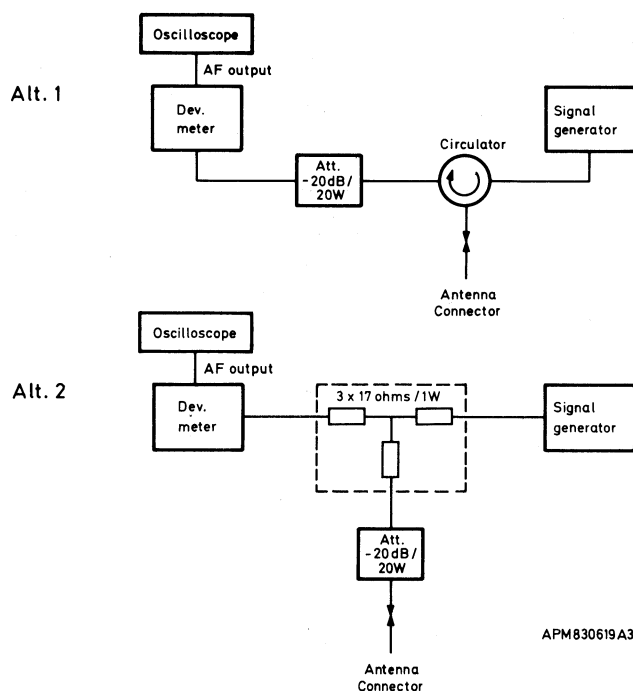 Oscilloscope
AF output
Alt. 1
Dev.
meter
Signal
generator
Circulator
Att.
-20dB/
20W
Antenna
Connector
Oscilloscope
AF output
Alt. 2
Dev.
meter
3 x 17 ohms / 1W
Signal
generator
Att.
-20dB/
20W
Antenna
Connector
APM830619A3